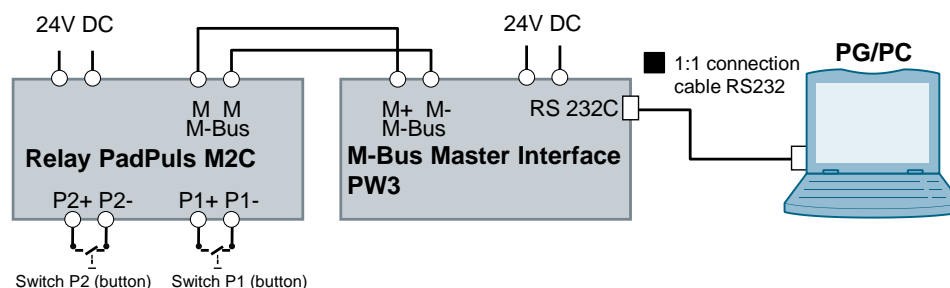 24V DC
24V DC
PG/PC
1:1 connection
cable RS232
M M
M-Bus
M+ M-
M-Bus
RS 232C
Relay PadPuls M2C
M-Bus Master Interface
PW3
P2+ P2- P1+ P1-
Switch P2 (button) Switch P1 (button)